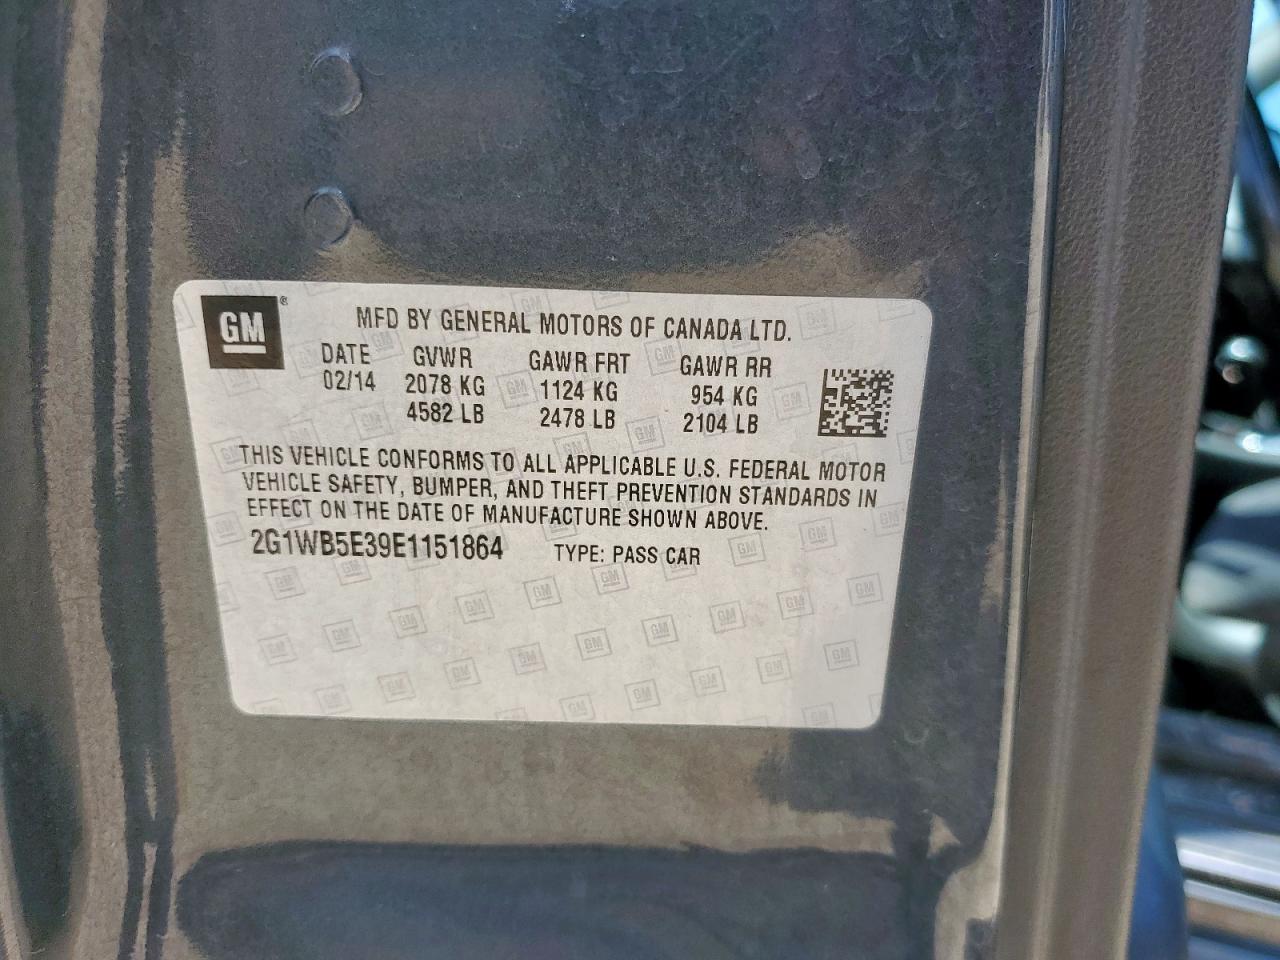 GM ®
MFD BY GENERAL MOTORS OF CANADA LTD.
DATE GVWR GAWR FRT GAWR RR
02/14 2078 KG 1124 KG 954 KG
4582 LB 2478 LB 2104 LB
THIS VEHICLE CONFORMS TO ALL APPLICABLE U.S. FEDERAL MOTOR
VEHICLE SAFETY, BUMPER, AND THEFT PREVENTION STANDARDS IN
EFFECT ON THE DATE OF MANUFACTURE SHOWN ABOVE.
2G1WB5E39E1151864 TYPE: PASS CAR